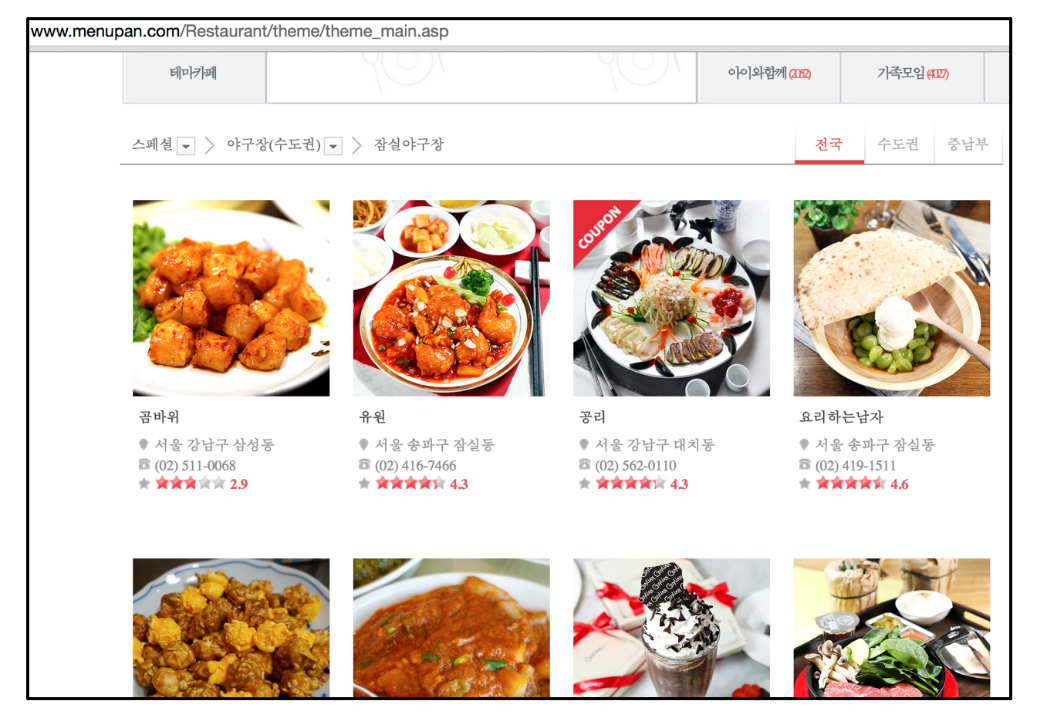 www.menupan.com/Restaurant/theme/theme_main.asp
테마카페
아이와함께 (2052)
가족모임 (4027)
스페셜 > 야구장(수도권) > 잠실야구장
전국 수도권 중남부
COUPON
곰바위
서울 강남구 삼성동
(02) 511-0068
2.9
유원
서울 송파구 잠실동
(02) 416-7466
4.3
공리
서울 강남구 대치동
(02) 562-0110
4.3
요리하는남자
서울 송파구 잠실동
(02) 419-1511
4.6